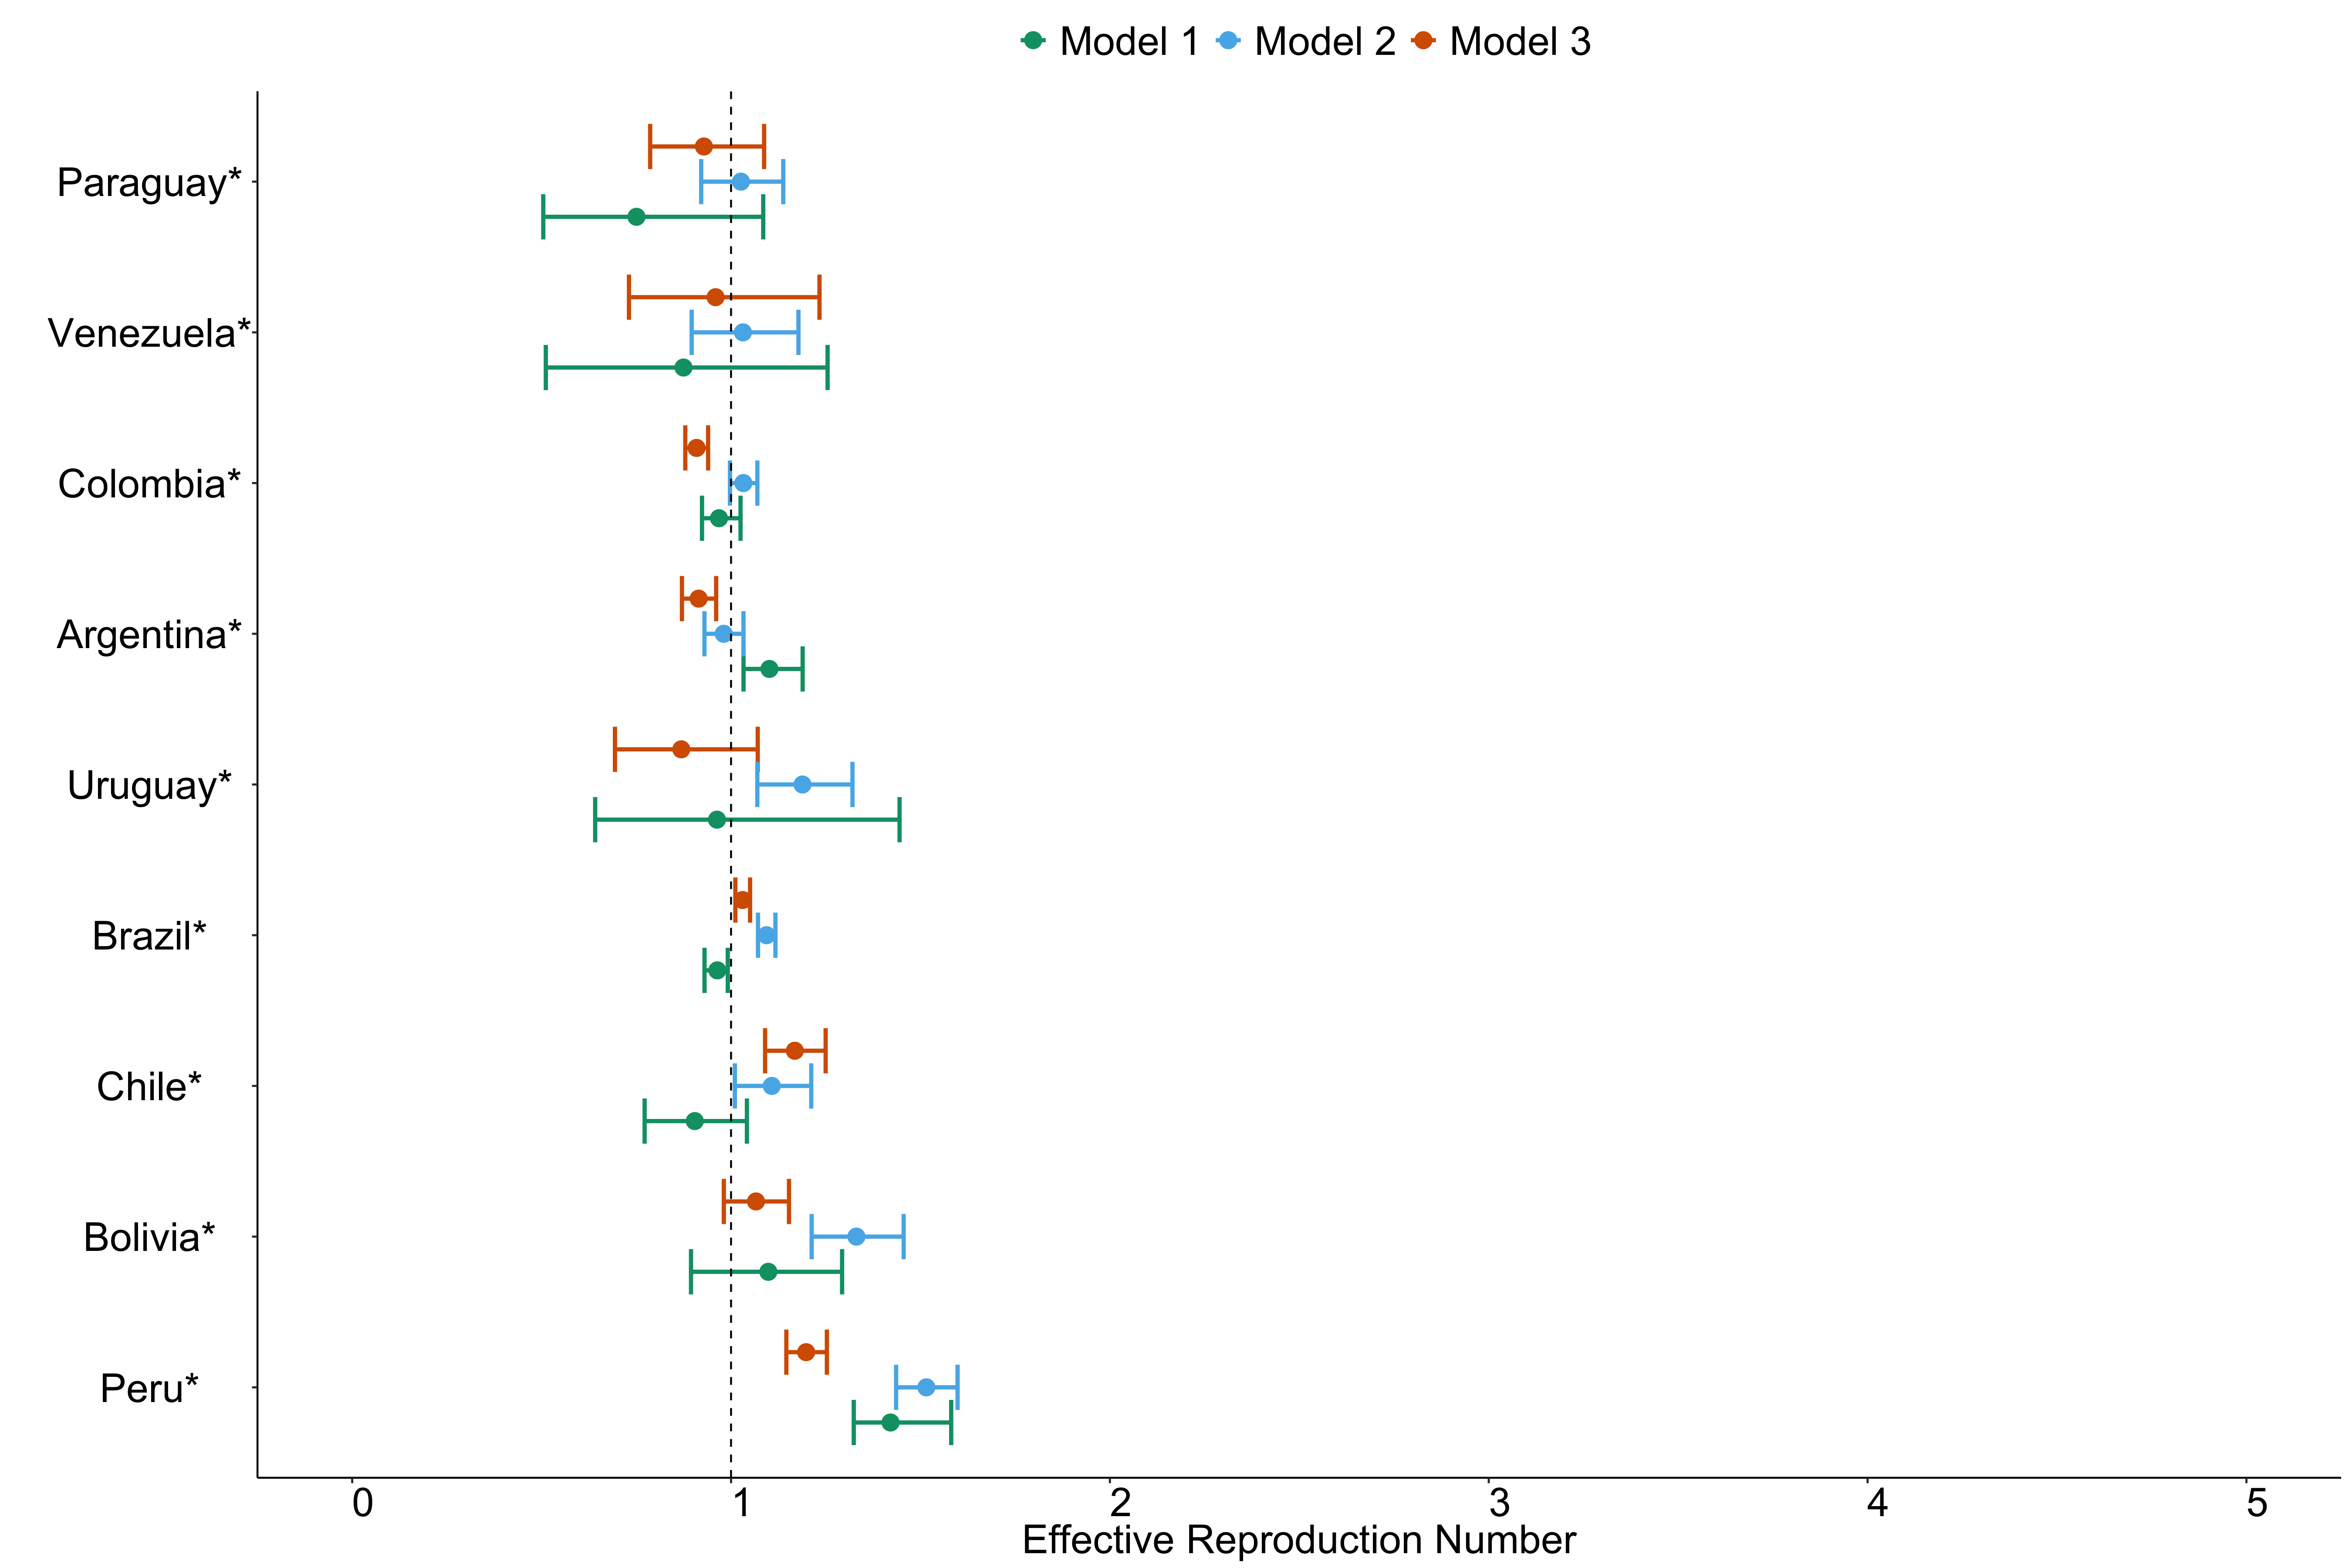 Model 1 Model 2 Model 3
Paraguay*
Venezuela*
Colombia*
Argentina*
Uruguay*
Brazil*
Chile*
Bolivia*
Peru*
0 1 2 3 4 5
Effective Reproduction Number